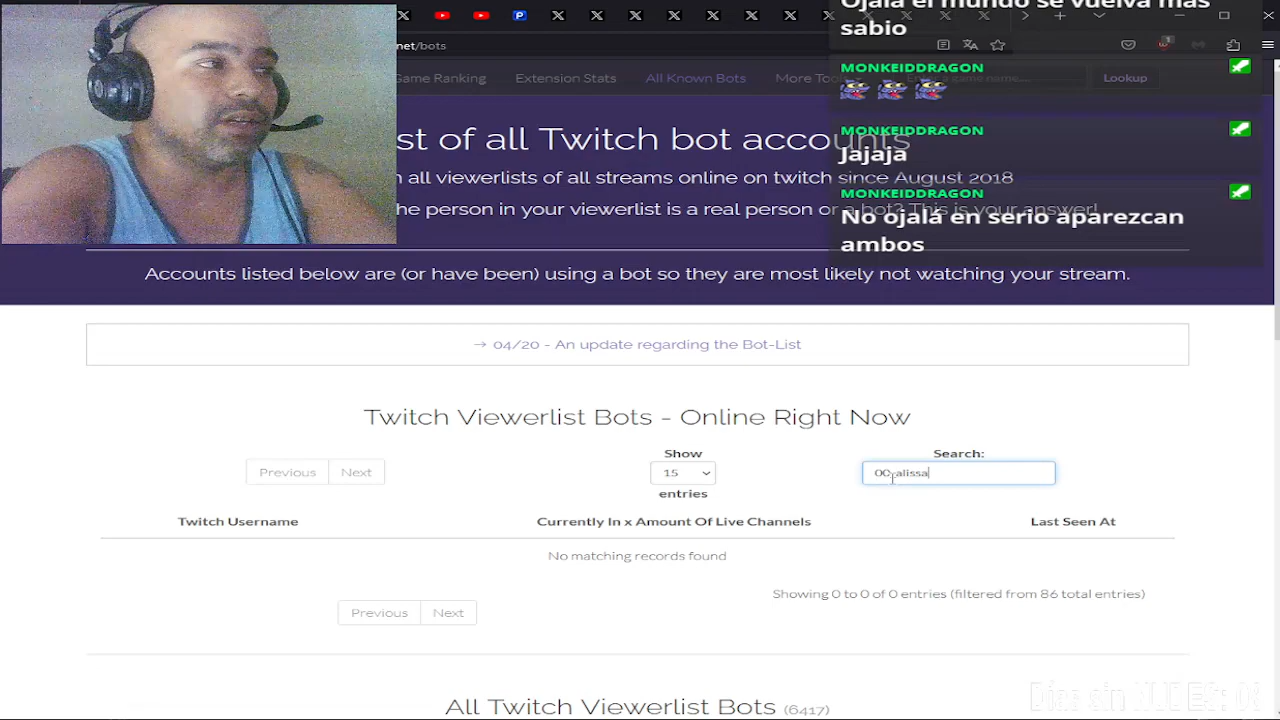 net/bots
Game Ranking
Extension Stats
All Known Bots
More
Lookup
st of all Twitch bot accounts
all viewerlists of all streams online on twitch since August 2018
he person in your viewerlist is a real person or a bot? This is your answer!
Accounts listed below are (or have been) using a bot so they are most likely not watching your stream.
Ojalá el mundo se vuelva más
sabio
MONKEIDDRAGON
MONKEIDDRAGON
Jajaja
MONKEIDDRAGON
No ojalá en serio aparezcan
ambos
→ 04/20 - An update regarding the Bot-List
Twitch Viewerlist Bots - Online Right Now
Previous
Next
Show
15
entries
Search:
Twitch Username
Currently In x Amount Of Live Channels
Last Seen At
No matching records found
Showing 0 to 0 of 0 entries (filtered from 86 total entries)
Previous
Next
All Twitch Viewerlist Bots (6417)